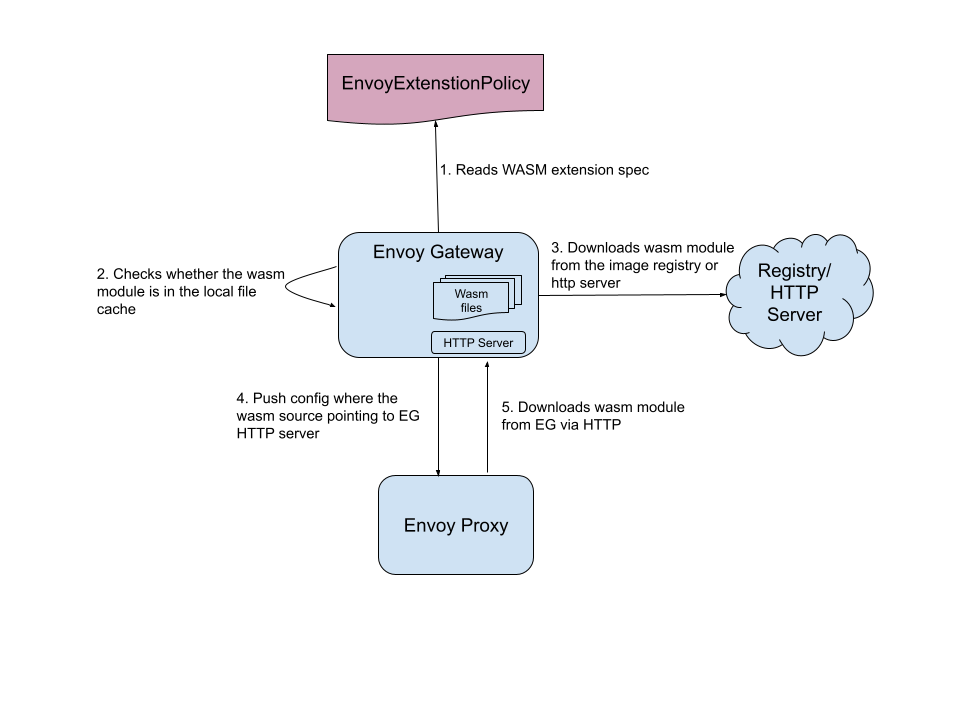 EnvoyExtenstionPolicy
1. Reads WASM extension spec
Envoy Gateway
2. Checks whether the wasm
module is in the local file
cache
Wasm
files
HTTP Server
3. Downloads wasm module
from the image registry or
http server
Registry/
HTTP
Server
4. Push config where the
wasm source pointing to EG
HTTP server
5. Downloads wasm module
from EG via HTTP
Envoy Proxy